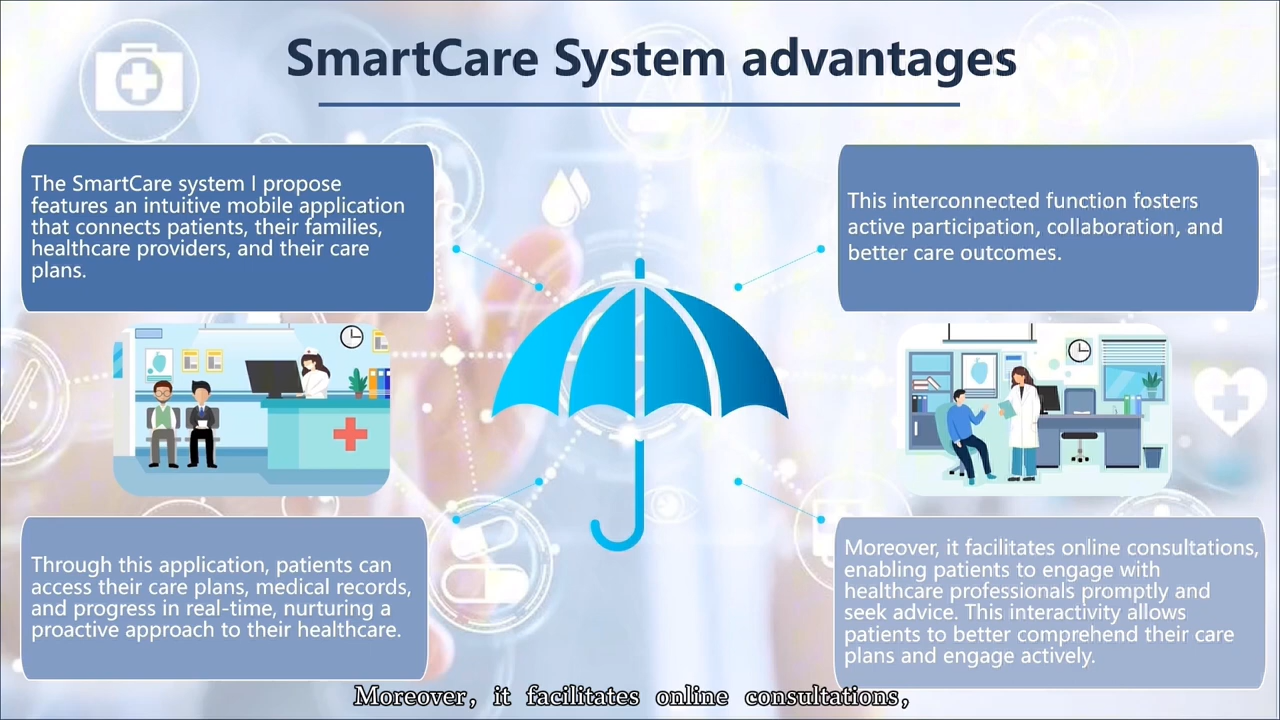 SmartCare System advantages
The SmartCare system I propose
features an intuitive mobile application
that connects patients, their families,
healthcare providers, and their care
plans.
This interconnected function fosters
active participation, collaboration, and
better care outcomes.
Through this application, patients can
access their care plans, medical records,
and progress in real-time, nurturing a
proactive approach to their healthcare.
Moreover, it facilitates online consultations,
enabling patients to engage with
healthcare professionals promptly and
seek advice. This interactivity allows
patients to better comprehend their care
plans and engage actively.
Moreover, it facilitates online consultations,